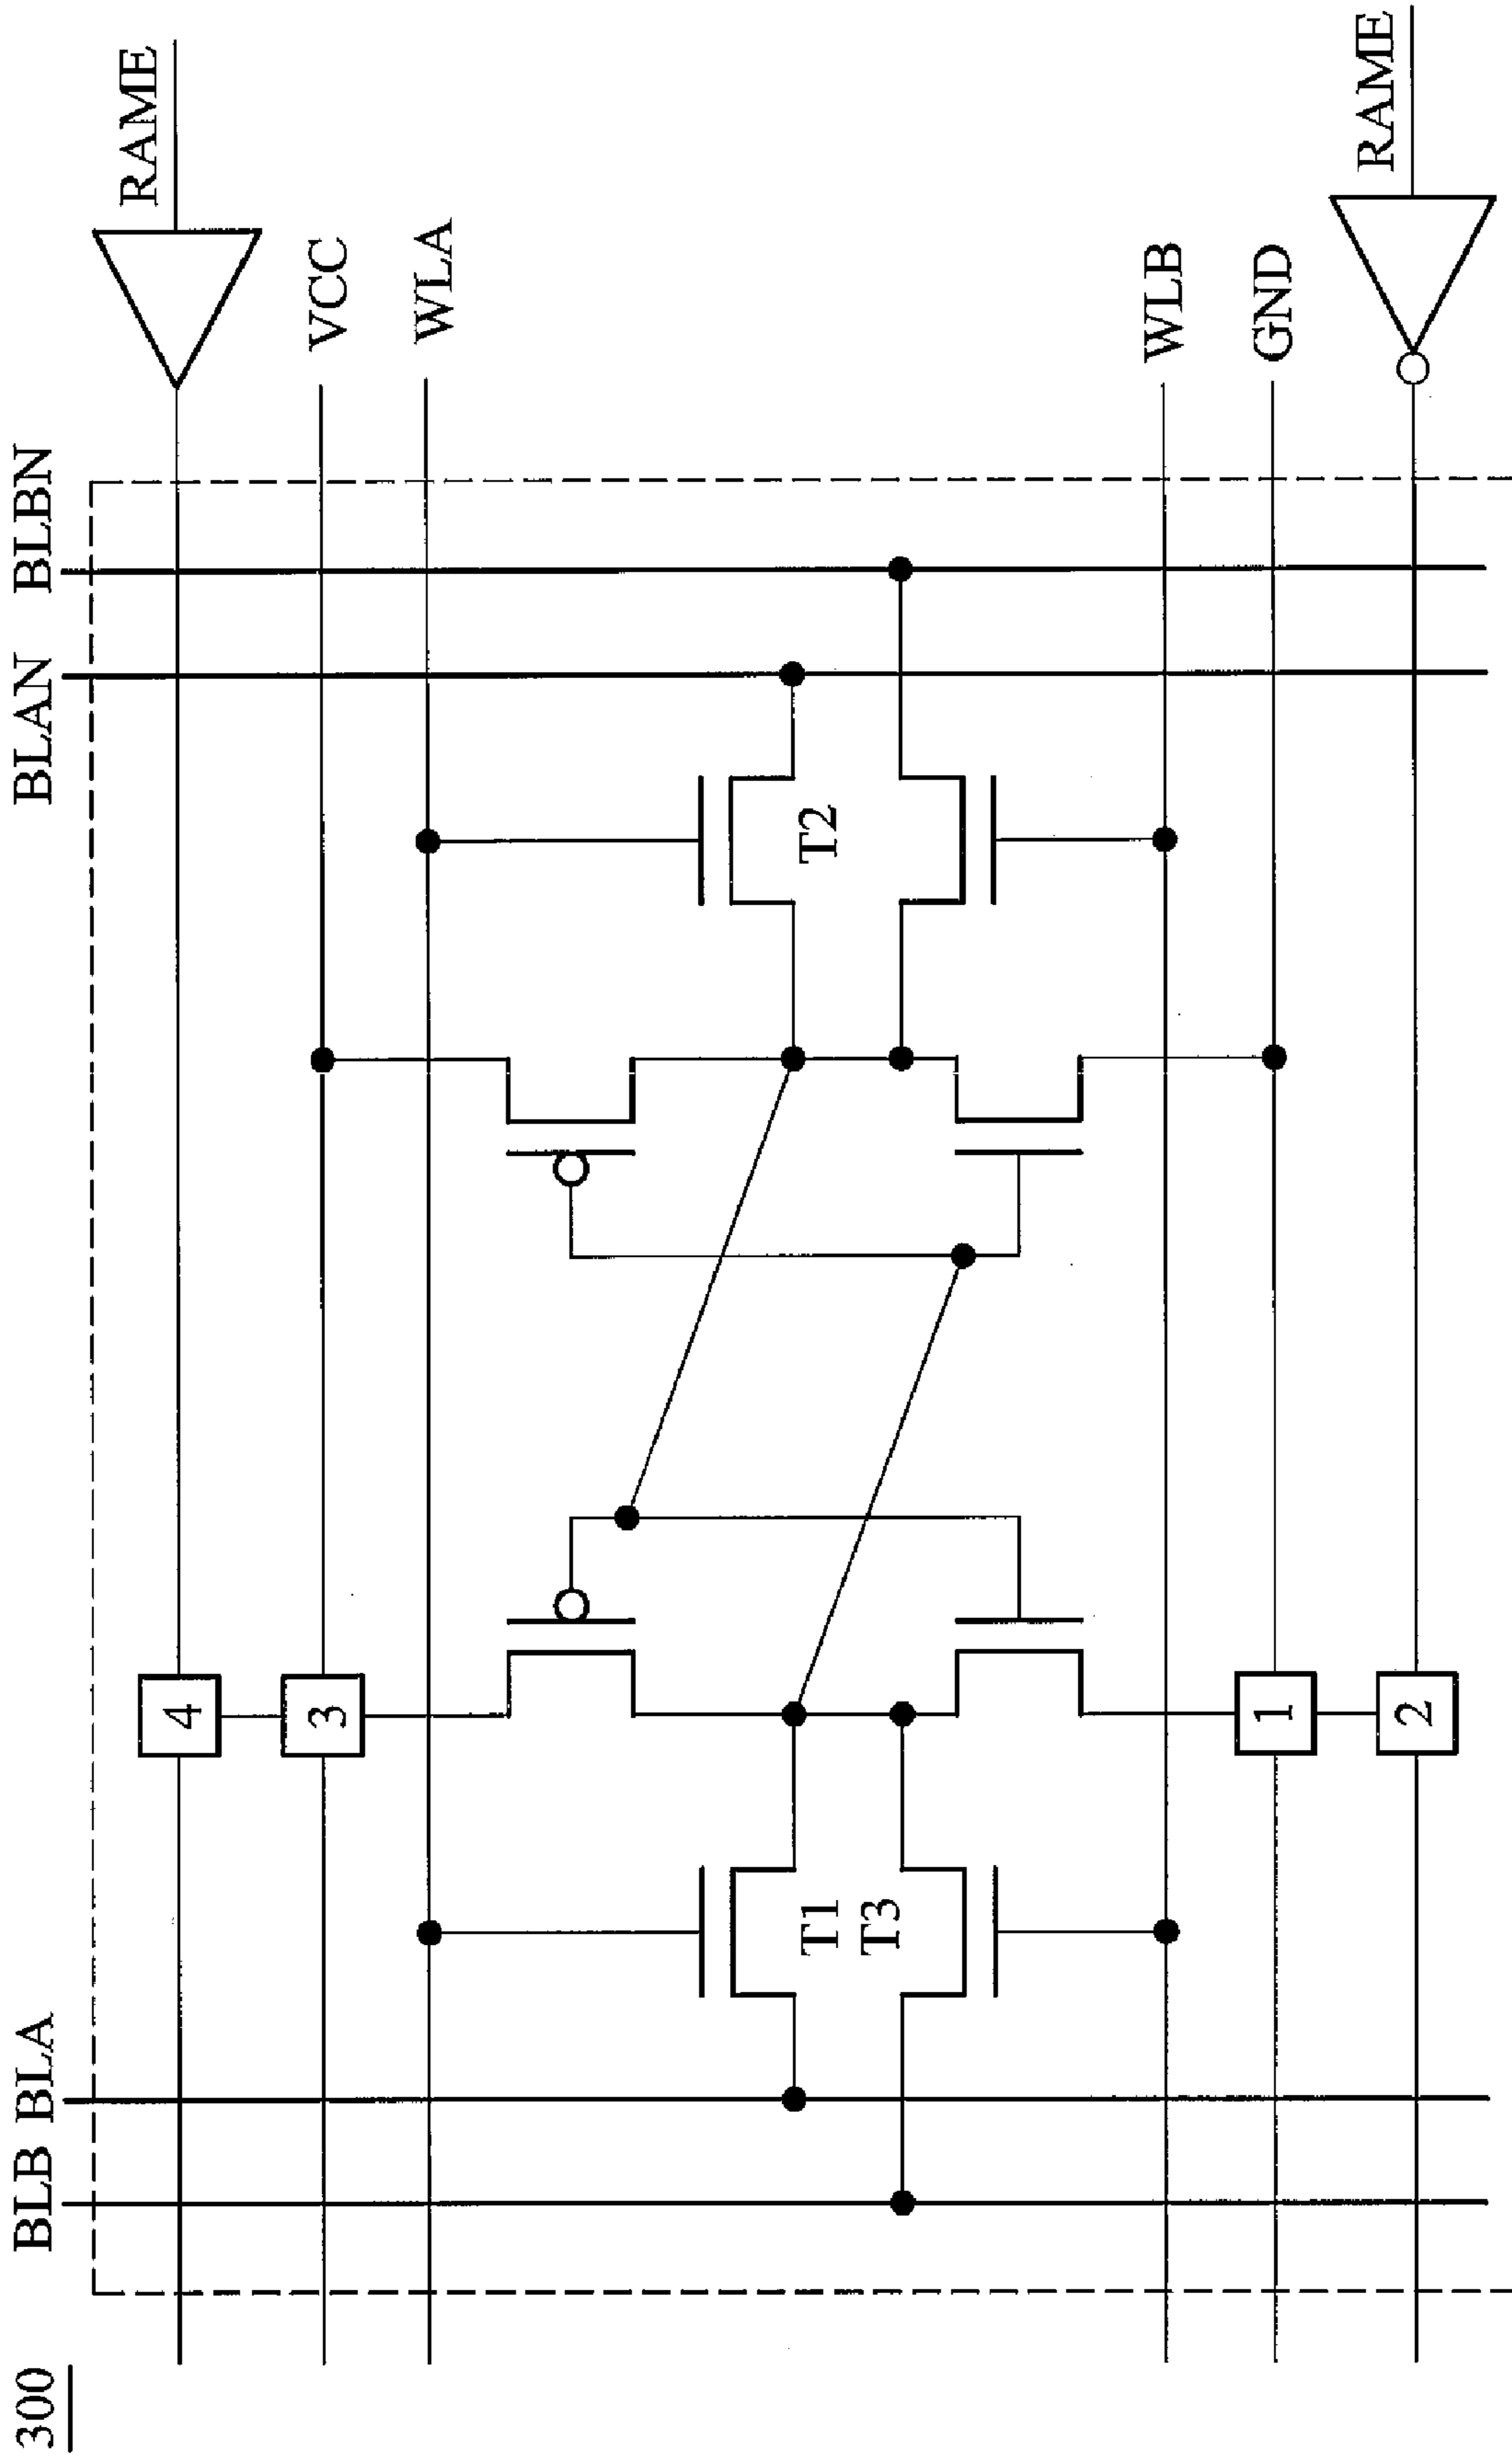 300
BLB BLA BLAN BLBN
RAME
4
3 VCC
WLA
T1 T2
T3
WLB
1 GND
RAME
2